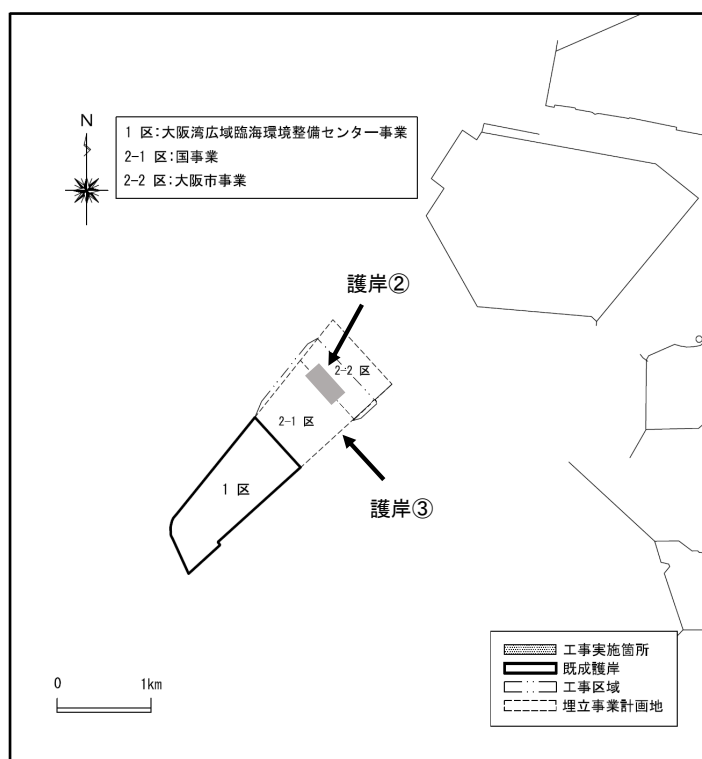 N
1 区：大阪湾広域臨海環境整備センター事業
2-1 区：国事業
2-2 区：大阪市事業
護岸②
2-2 区
2-1 区
1 区
護岸③
0 1km
工事実施箇所
既成護岸
工事区域
埋立事業計画地